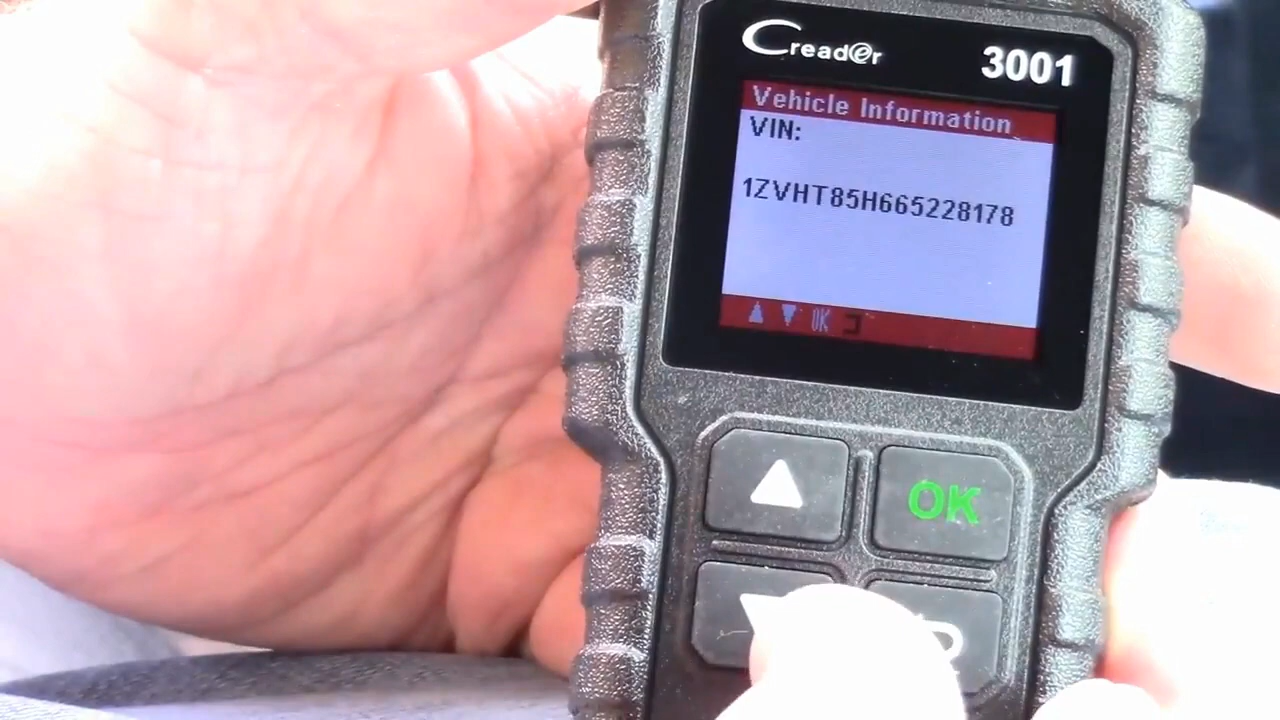 Creader
3001
Vehicle Information
VIN:
1ZVHT85H665228178
OK
OK